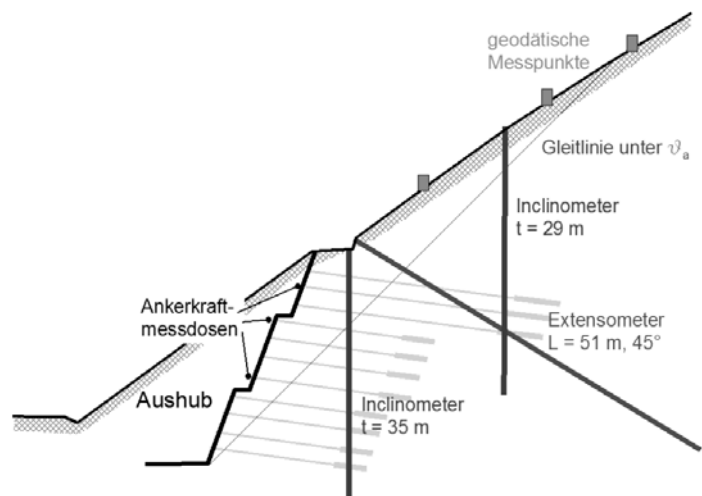 geodätische
Messpunkte
Gleitlinie unter ϑa
Inclinometer
t = 29 m
Ankerkraft-
messdosen
Extensometer
L = 51 m, 45°
Aushub
Inclinometer
t = 35 m